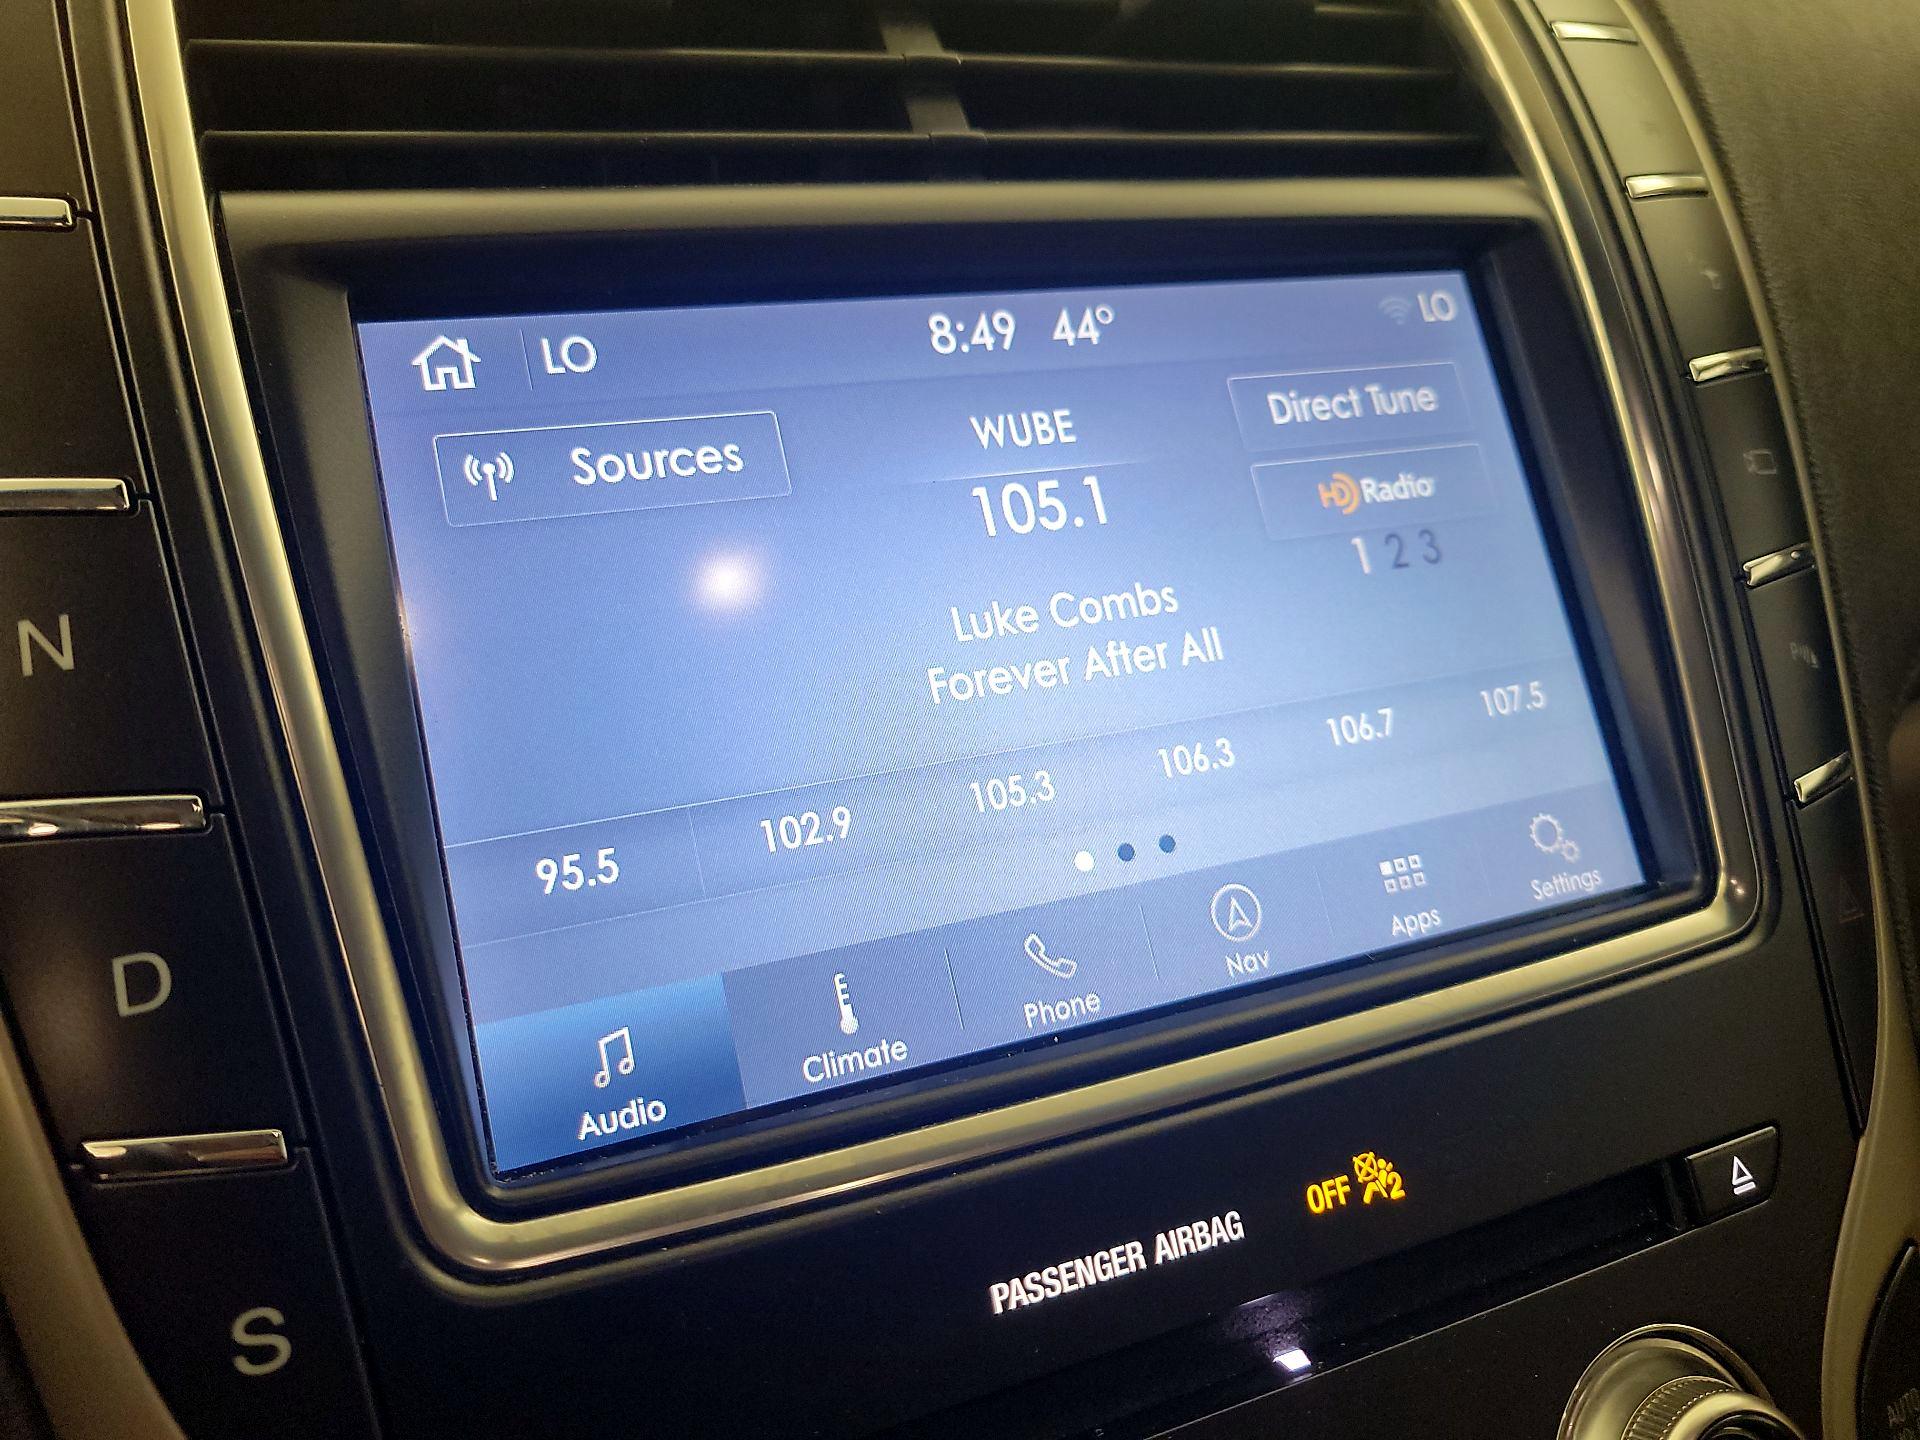 LO 8:49 44° LO
Sources
WUBE
Direct Tune
105.1
HD Radio
1 2 3
Luke Combs
Forever After All
95.5 102.9 105.3 106.3 106.7 107.5
Audio Climate Phone Nav Apps Settings
N
D
S
PASSENGER AIRBAG OFF 2